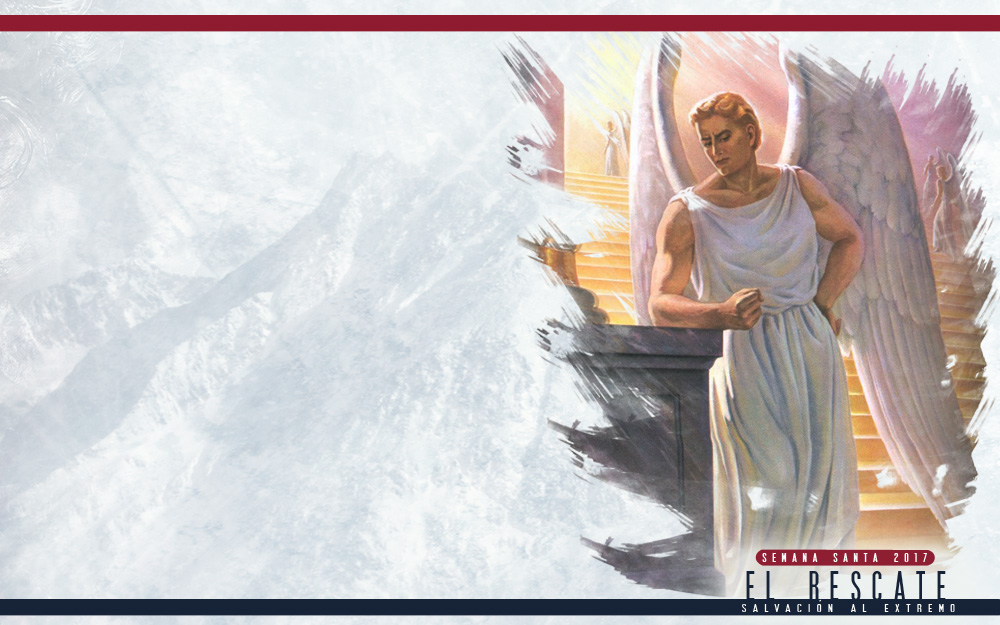 SEMANA SANTA 2017
EL RESCATE
SALVACIÓN AL EXTREMO